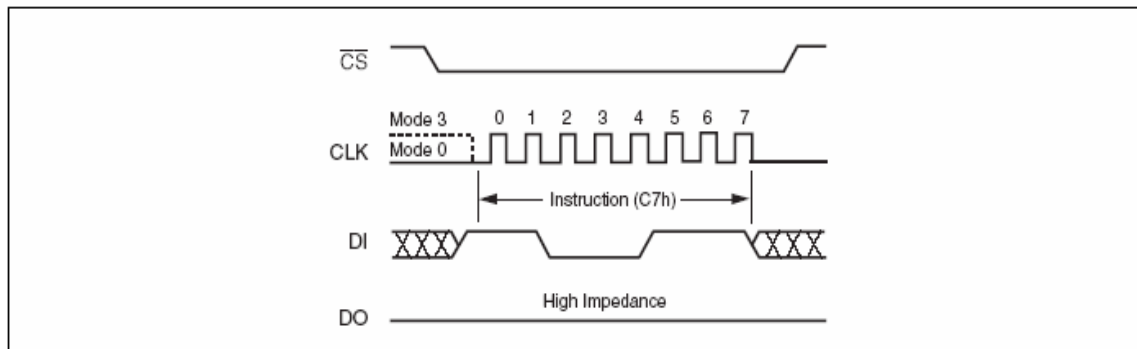 CS
Mode 3
0 1 2 3 4 5 6 7
CLK
Mode 0
Instruction (C7h)
DI
High Impedance
DO